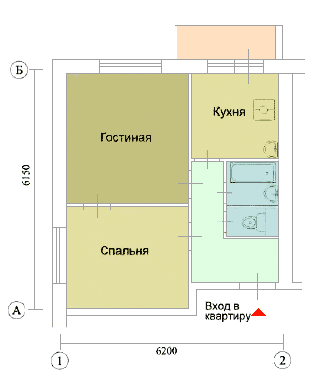 Б
Кухня
Гостиная
6150
Спальня
А
Вход в
квартиру
6200
1
2